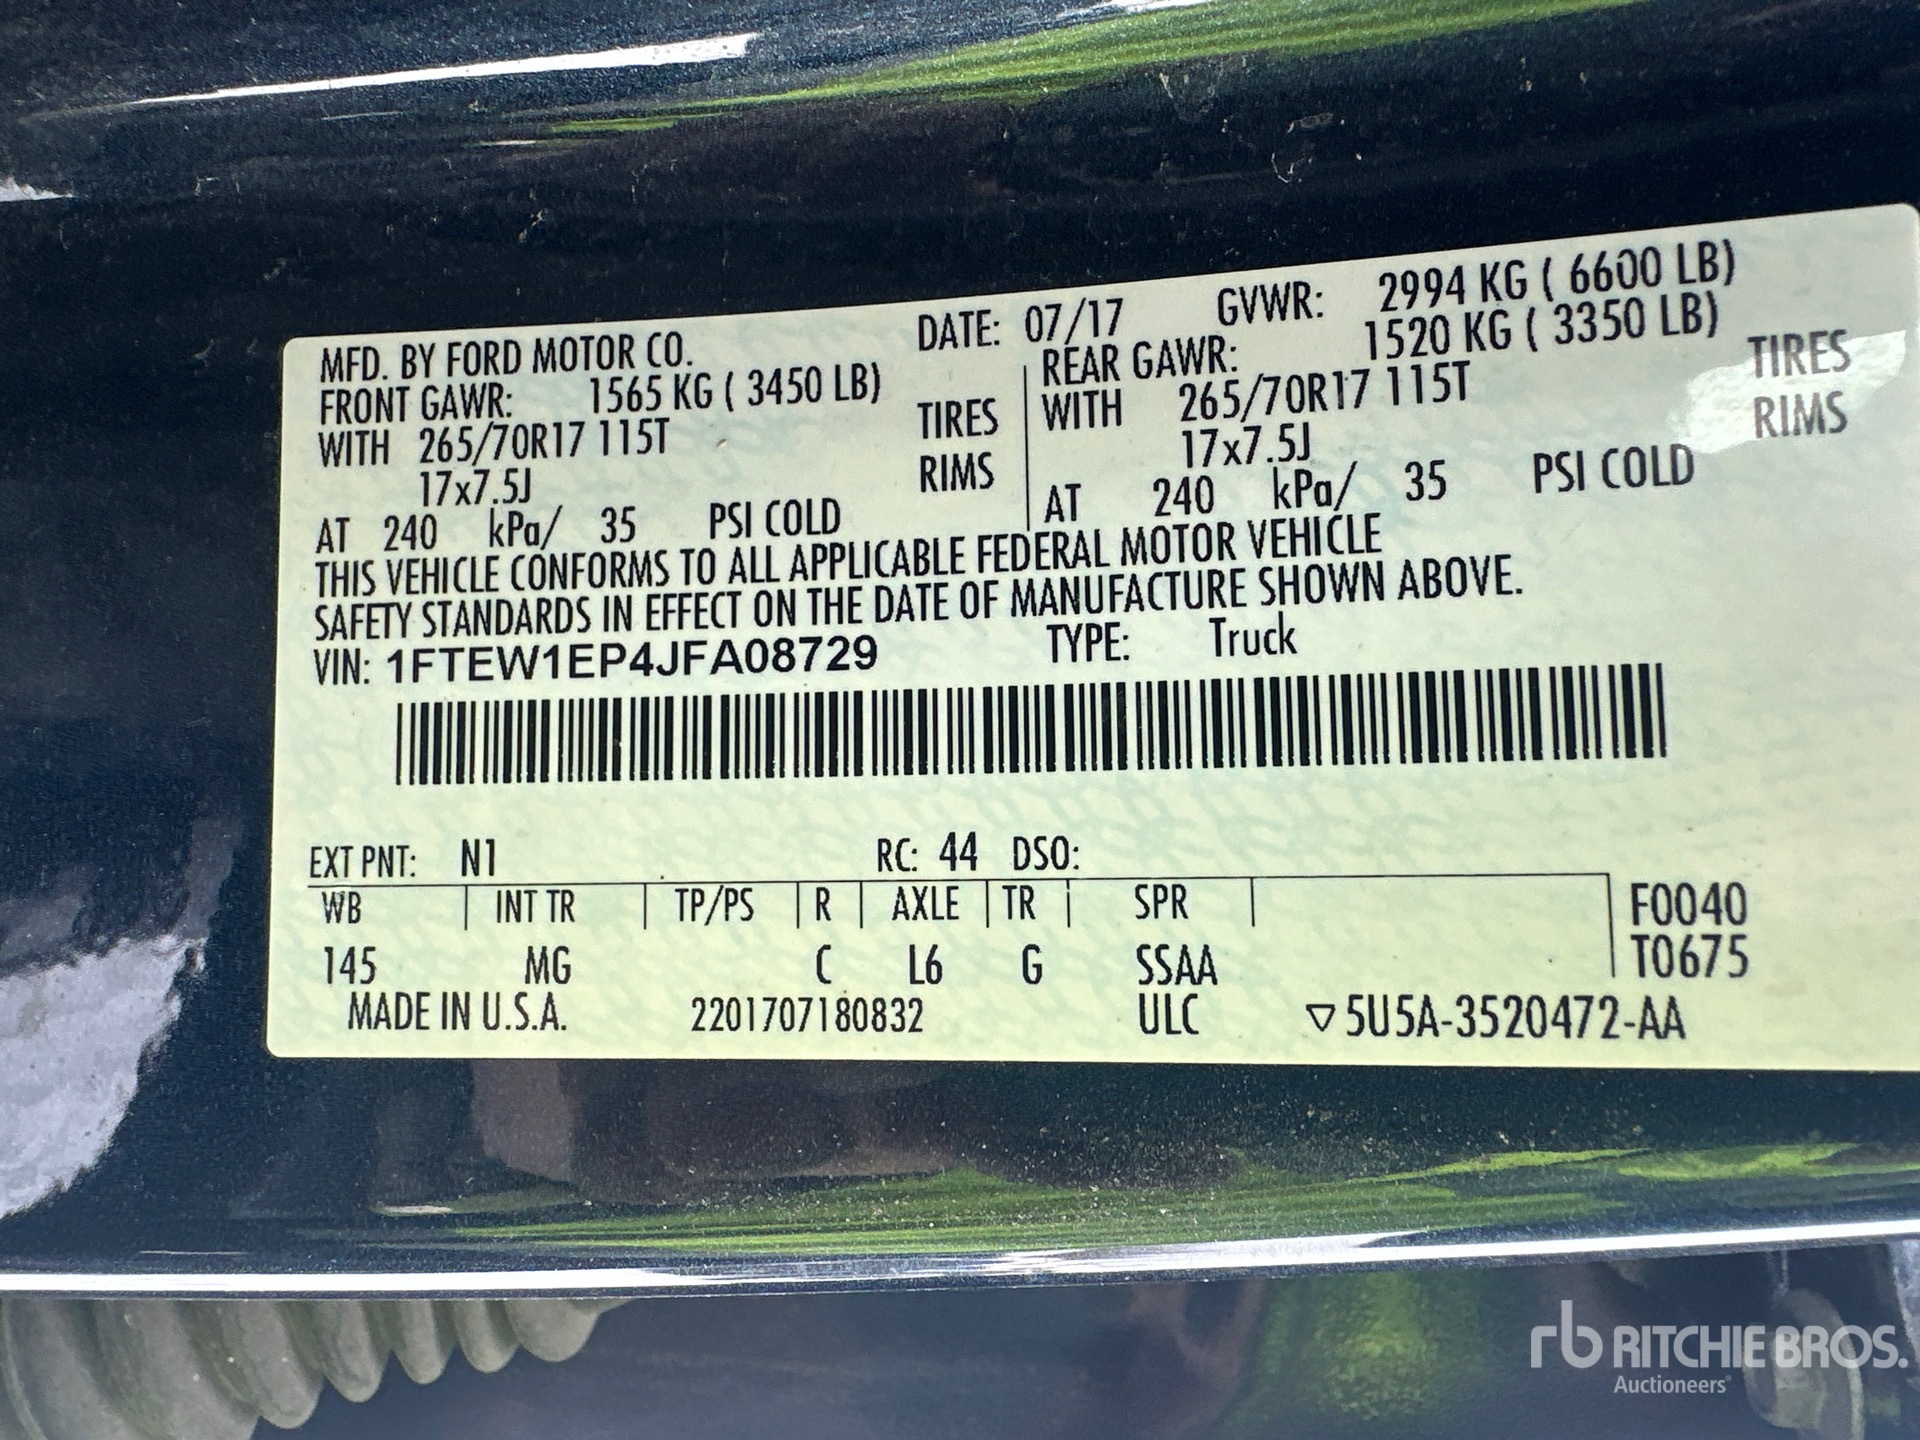 MFD. BY FORD MOTOR CO. DATE: 07/17 GVWR: 2994 KG ( 6600 LB)
FRONT GAWR: 1565 KG ( 3450 LB) REAR GAWR: 1520 KG ( 3350 LB)
WITH 265/70R17 115T TIRES WITH 265/70R17 115T TIRES
17x7.5J RIMS 17x7.5J RIMS
AT 240 kPa/ 35 PSI COLD AT 240 kPa/ 35 PSI COLD
THIS VEHICLE CONFORMS TO ALL APPLICABLE FEDERAL MOTOR VEHICLE
SAFETY STANDARDS IN EFFECT ON THE DATE OF MANUFACTURE SHOWN ABOVE.
VIN: 1FTEW1EP4JFA08729 TYPE: Truck
EXT PNT: N1 RC: 44 DSO:
WB INT TR TP/PS R AXLE TR SPR F0040
145 MG C L6 G SSAA T0675
MADE IN U.S.A. 2201707180832 ULC ▽5U5A-3520472-AA
rb RITCHIE BROS.
Auctioneers